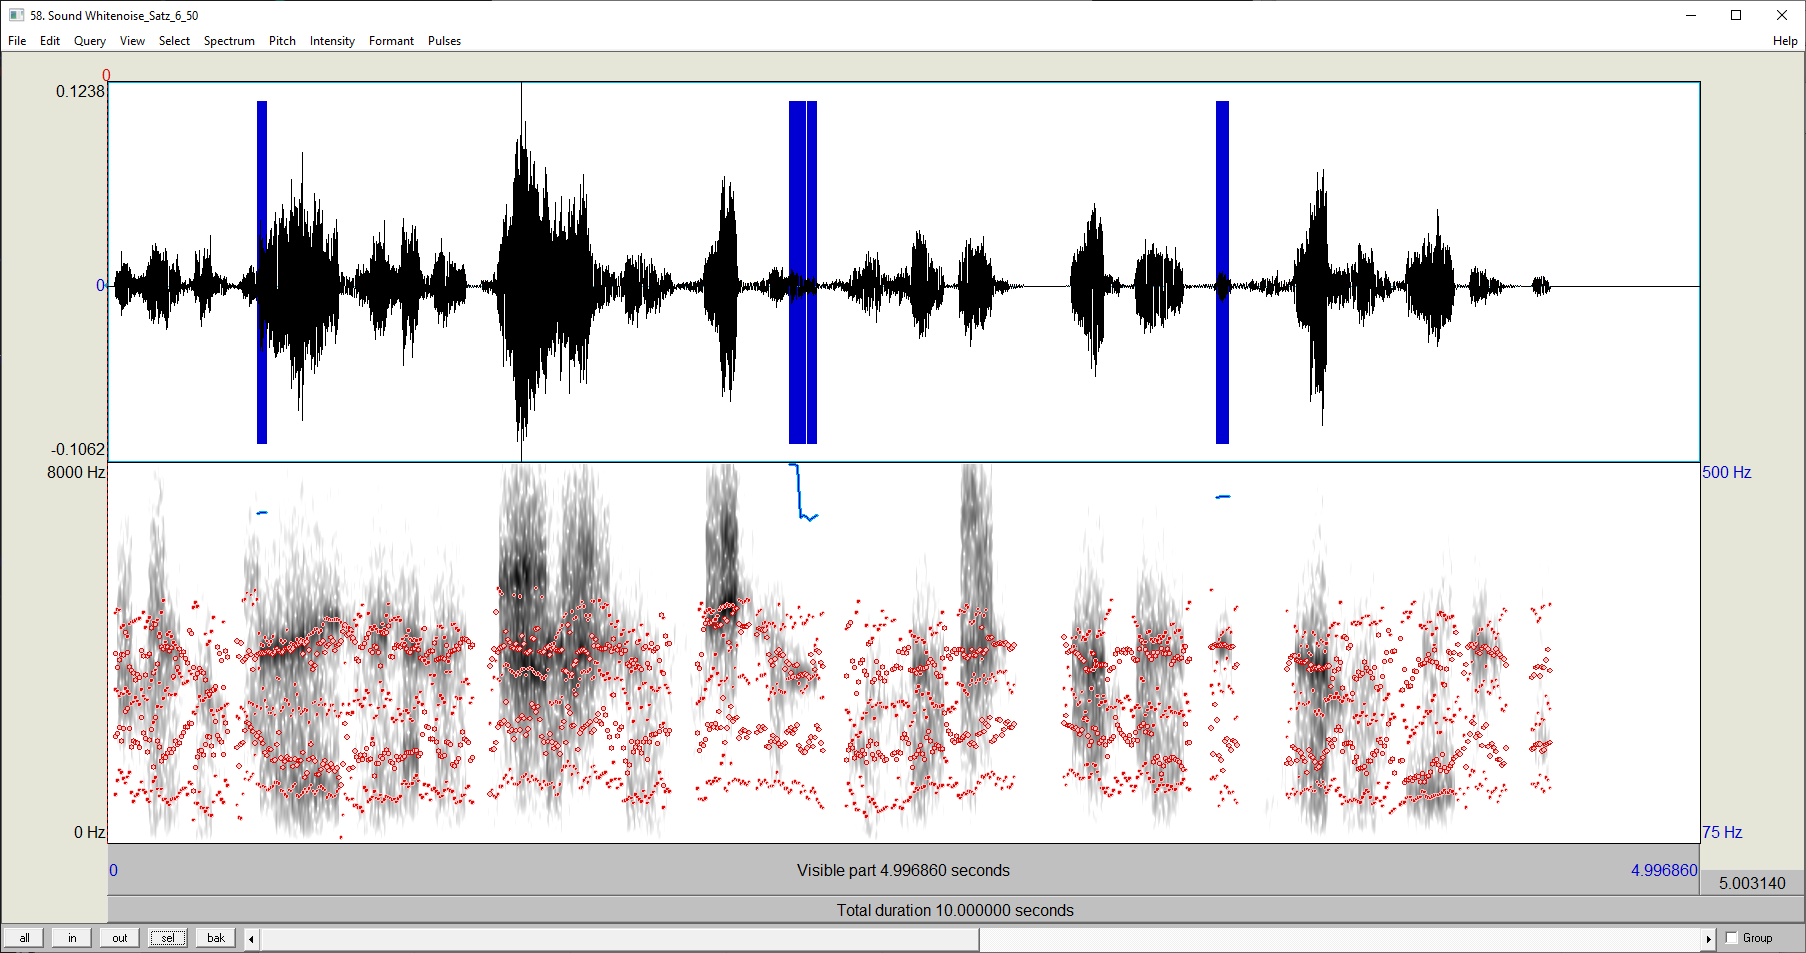 58. Sound Whitenoise_Satz_6_50
File Edit Query View Select Spectrum Pitch Intensity Formant Pulses Help
0
0.1238
0
-0.1062
8000 Hz 500 Hz
0 Hz 75 Hz
0 Visible part 4.996860 seconds 4.996860
5.003140
Total duration 10.000000 seconds
all in out sel bak Group